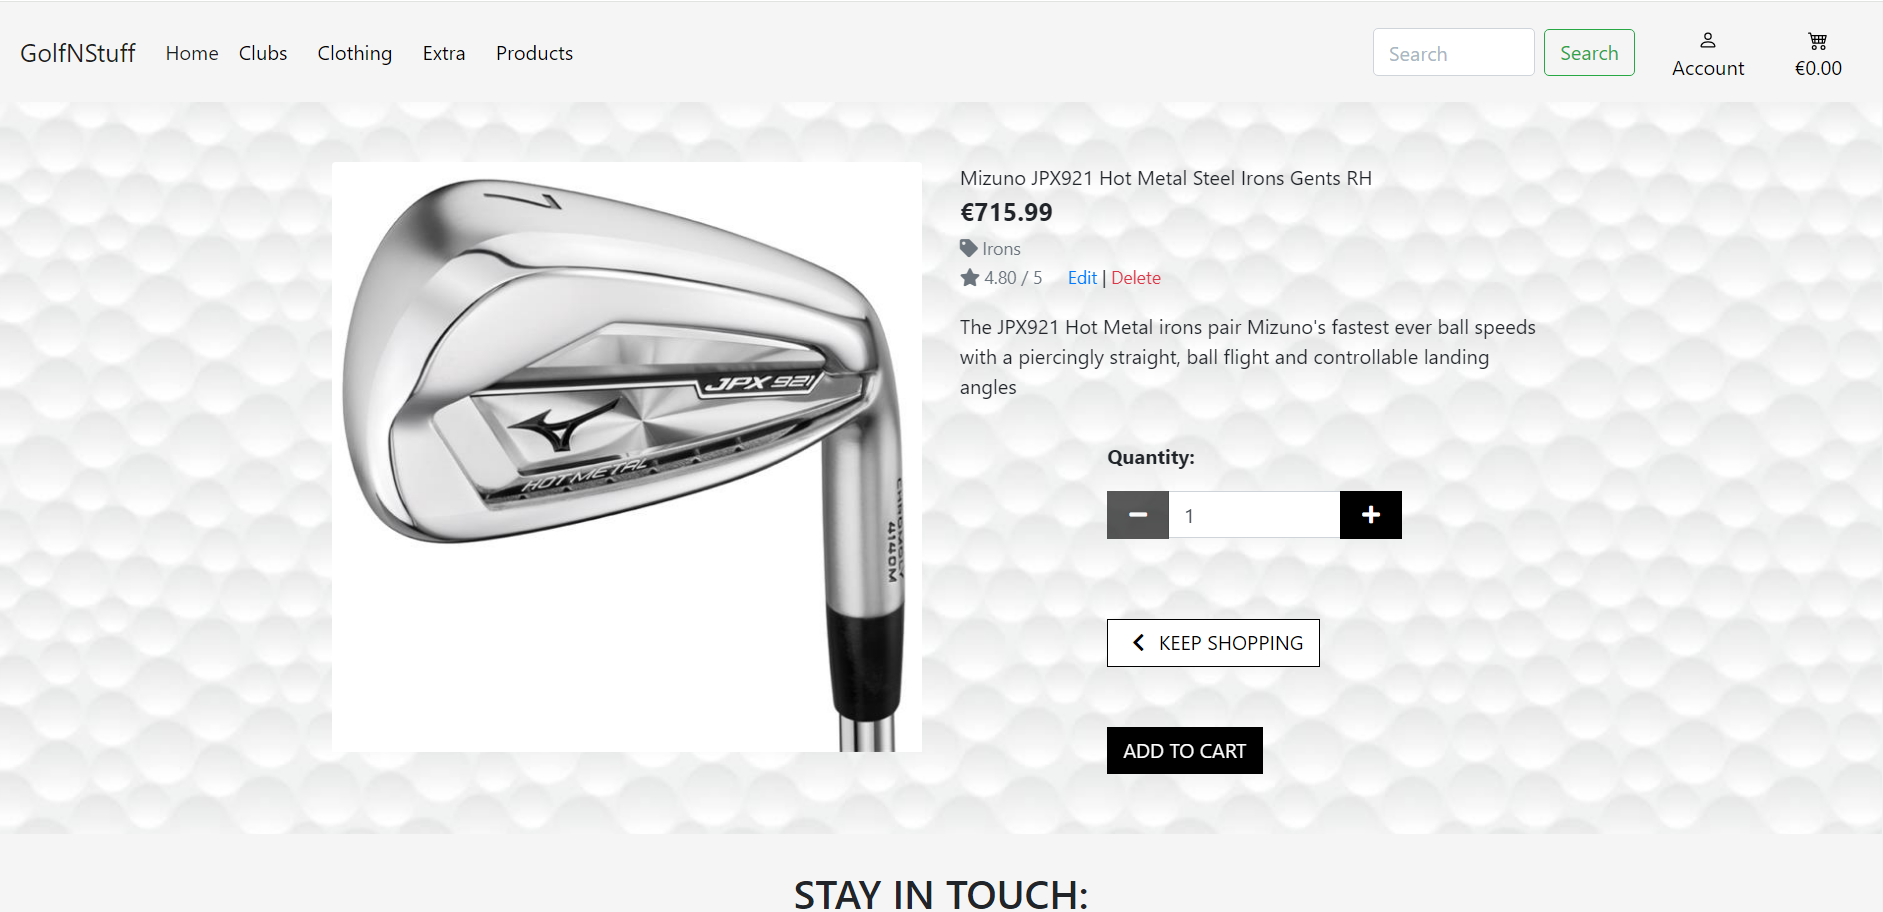 GolfNStuff Home Clubs Clothing Extra Products Search Search Account €0.00
7
JPX 921
HOT METAL
CHROMOLY
4140M
Mizuno JPX921 Hot Metal Steel Irons Gents RH
€715.99
Irons
4.80 / 5 Edit | Delete
The JPX921 Hot Metal irons pair Mizuno's fastest ever ball speeds
with a piercingly straight, ball flight and controllable landing
angles
Quantity:
1
KEEP SHOPPING
ADD TO CART
STAY IN TOUCH: